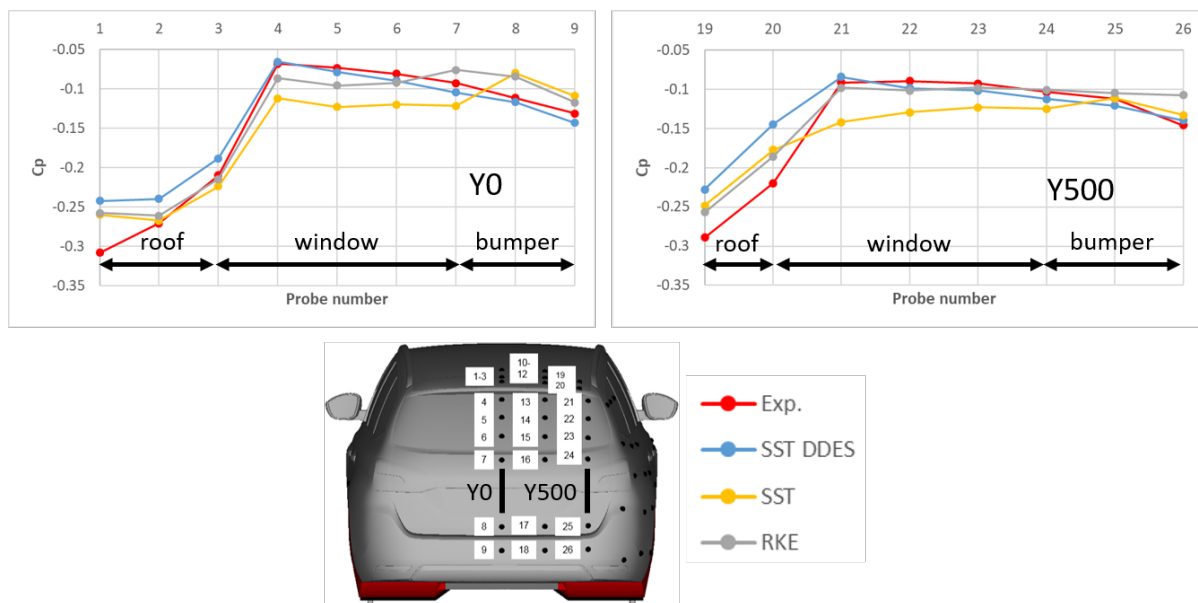 1 2 3 4 5 6 7 8 9
-0.05
-0.1
-0.15
-0.2
-0.25
-0.3
-0.35
Cp
Y0
roof window bumper
Probe number
19 20 21 22 23 24 25 26
-0.05
-0.1
-0.15
-0.2
-0.25
-0.3
-0.35
Cp
Y500
roof window bumper
Probe number
1-3 10-12 19 20
4 13 21
5 14 22
6 15 23
7 16 24
Y0 Y500
8 17 25
9 18 26
Exp.
SST DDES
SST
RKE